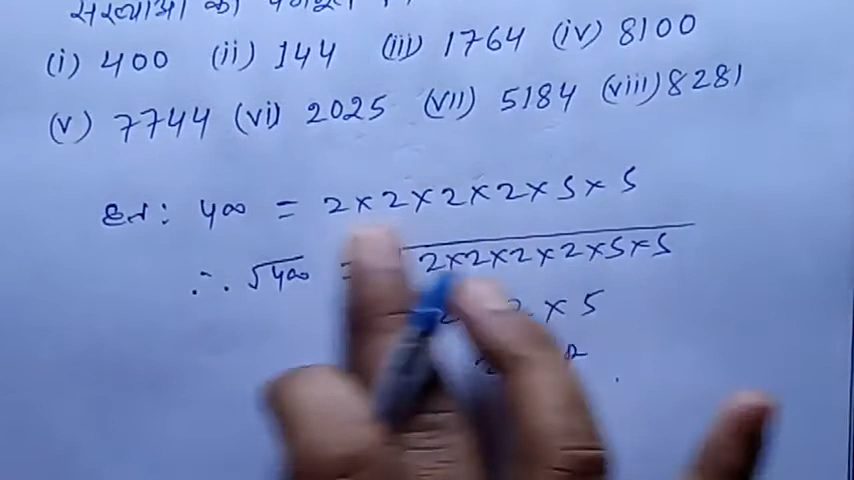 संख्याओं का
(i) 400 (ii) 144 (iii) 1764 (iv) 8100
(v) 7744 (vi) 2025 (vii) 5184 (viii) 8281
हल: 400 = 2×2×2×2×5×5
∴ √400 = √2×2×2×2×5×5
2 × 5